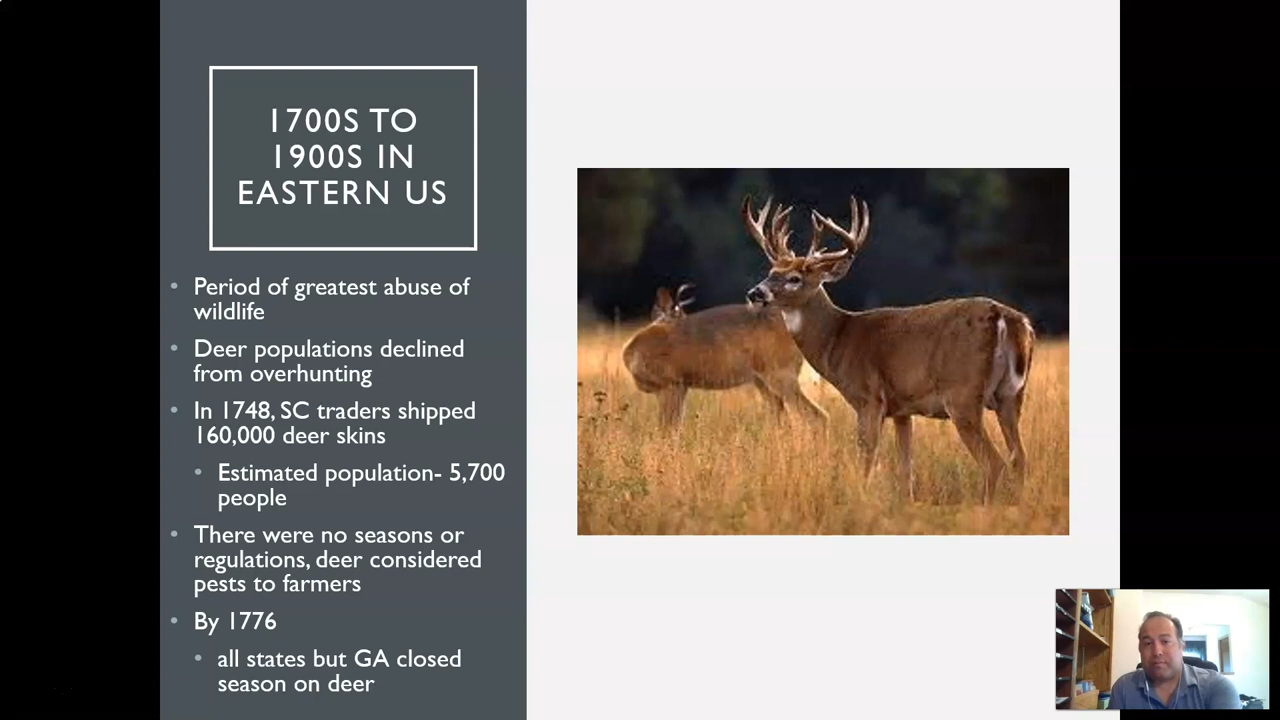 1700S TO
1900S IN
EASTERN US
• Period of greatest abuse of
wildlife
• Deer populations declined
from overhunting
• In 1748, SC traders shipped
160,000 deer skins
• Estimated population- 5,700
people
• There were no seasons or
regulations, deer considered
pests to farmers
• By 1776
• all states but GA closed
season on deer